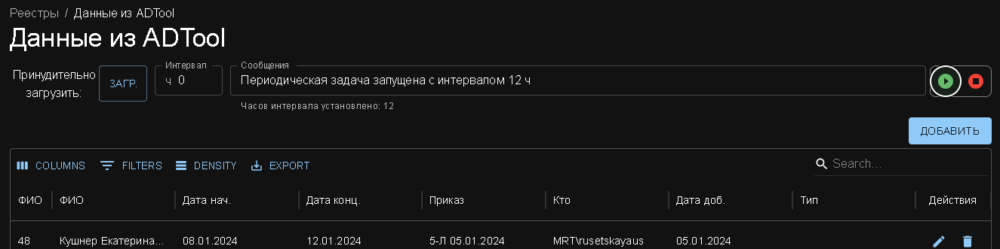 Реестры / Данные из ADTool
Данные из ADTool
Принудительно загрузить:
ЗАГР.
Интервал
ч 0
Сообщения
Периодическая задача запущена с интервалом 12 ч
Часов интервала установлено: 12
ДОБАВИТЬ
COLUMNS FILTERS DENSITY EXPORT Search...
ФИО ФИО Дата нач. Дата конц. Приказ Кто Дата доб. Тип Действия
48 Кушнер Екатерина... 08.01.2024 12.01.2024 5-Л 05.01.2024 MRT\rusetskayaus 05.01.2024